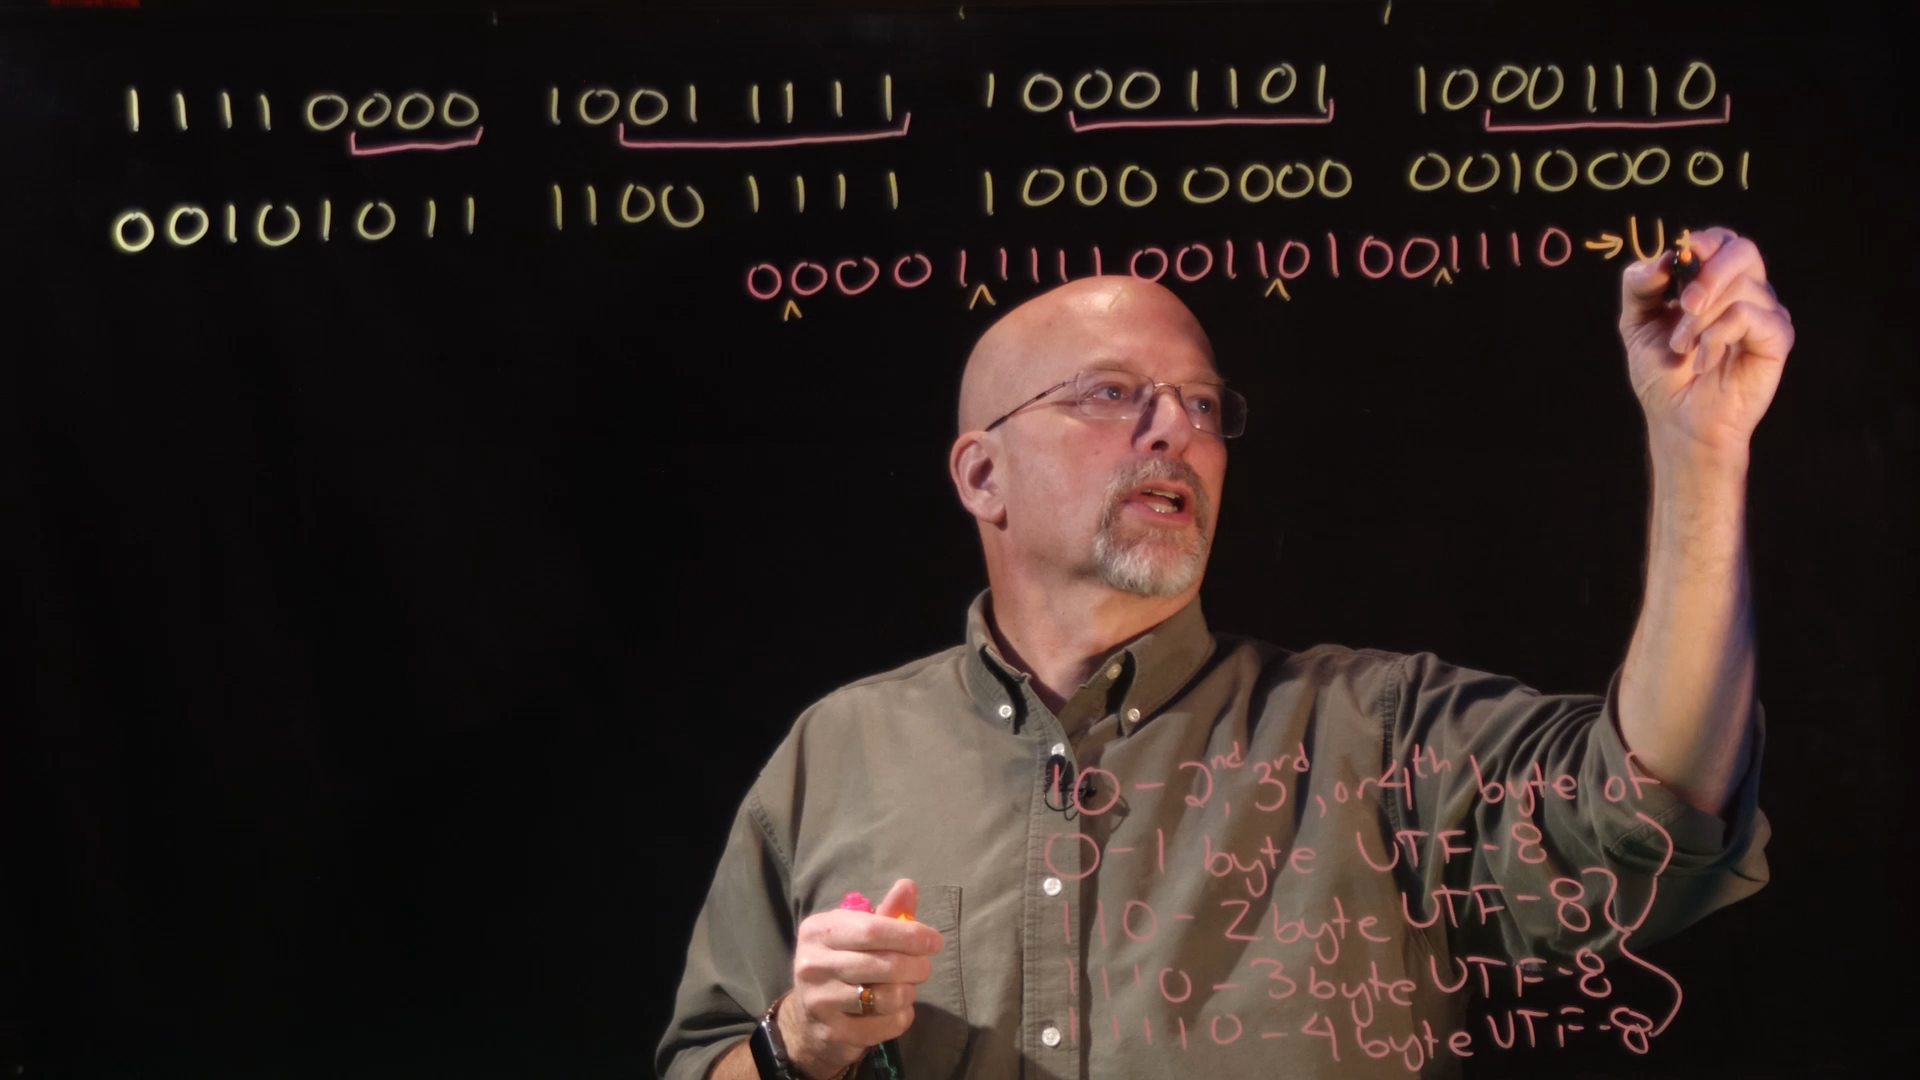 11110000 10011111 10001101 10001110
00101011 11001111 10000000 00100001
000011111001101001110 →U+
^ ^ ^ ^
10 - 2nd, 3rd, or 4th byte of
0 - 1 byte UTF-8
110 - 2 byte UTF-8
1110 - 3 byte UTF-8
11110 - 4 byte UTF-8